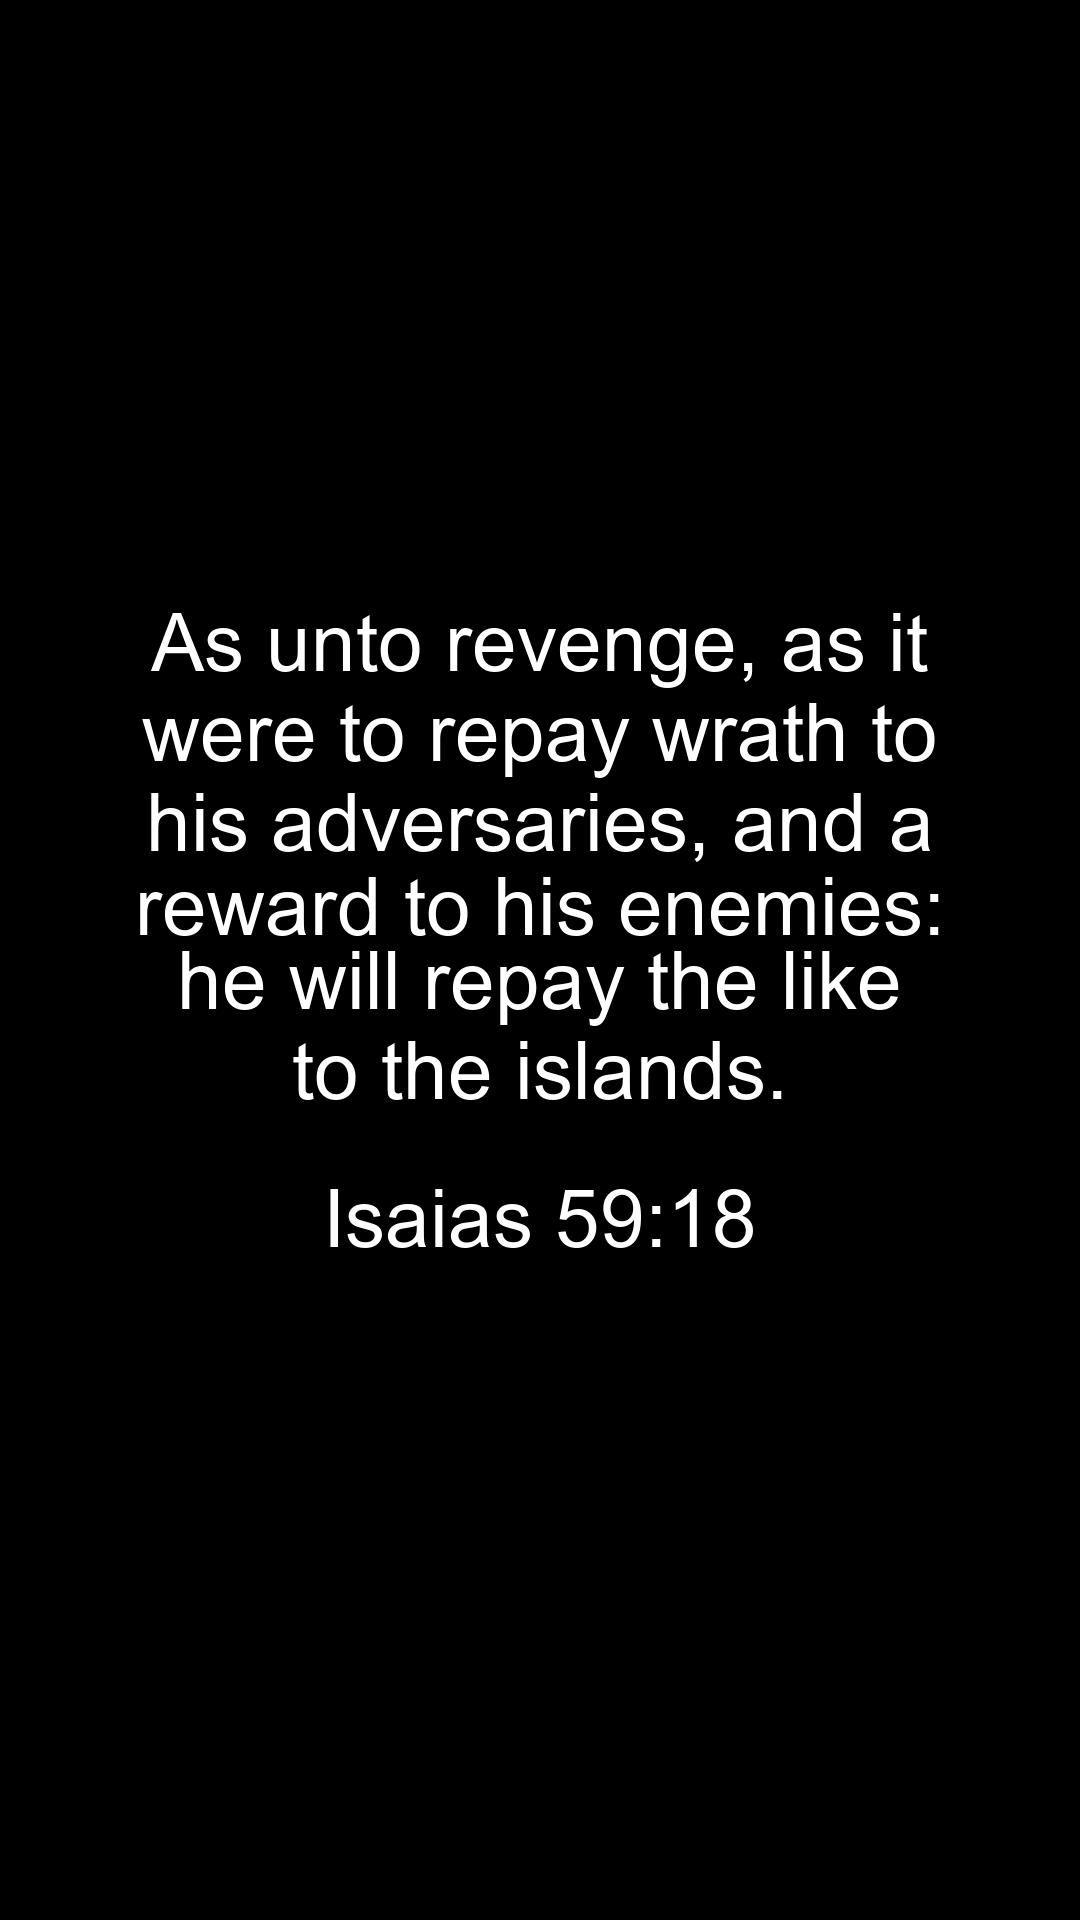 As unto revenge, as it
were to repay wrath to
his adversaries, and a
reward to his enemies:
he will repay the like
to the islands.
Isaias 59:18